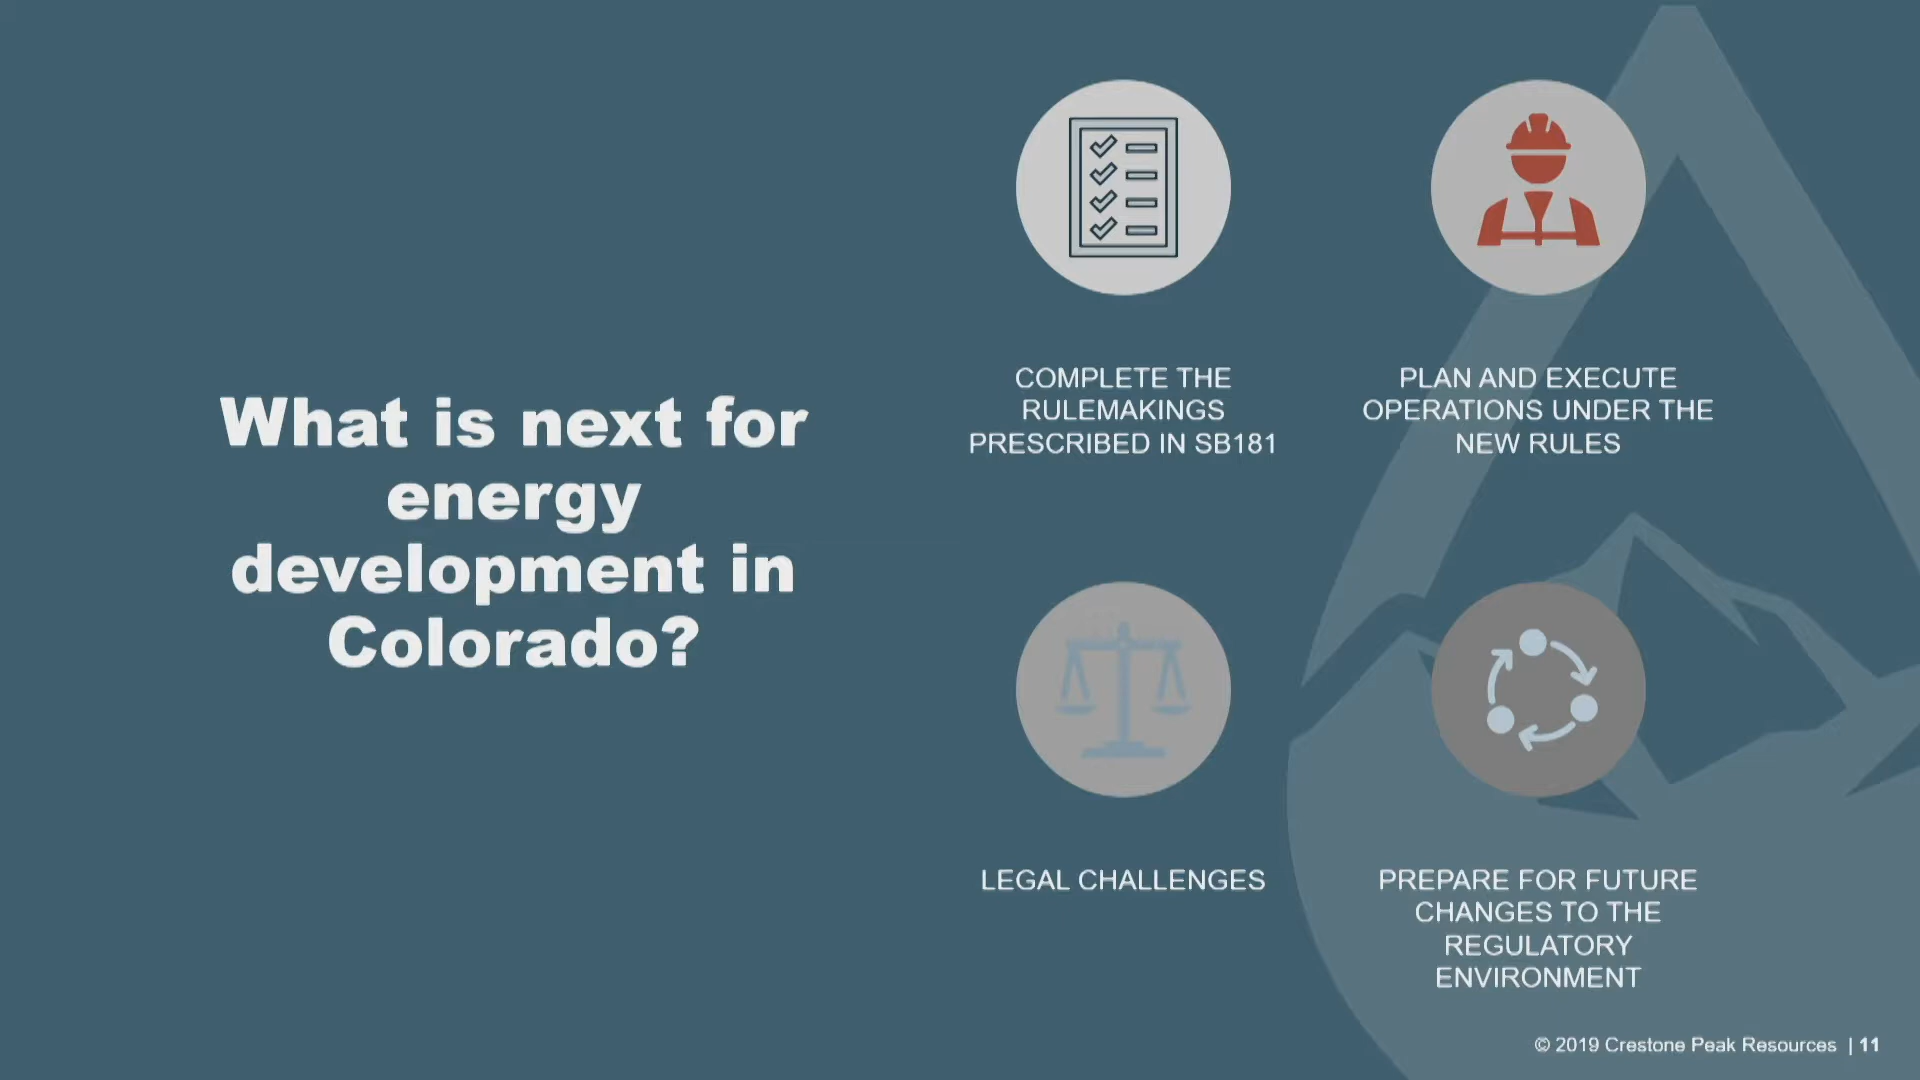 What is next for
energy
development in
Colorado?
COMPLETE THE
RULEMAKINGS
PRESCRIBED IN SB181
PLAN AND EXECUTE
OPERATIONS UNDER THE
NEW RULES
LEGAL CHALLENGES
PREPARE FOR FUTURE
CHANGES TO THE
REGULATORY
ENVIRONMENT
© 2019 Crestone Peak Resources | 11